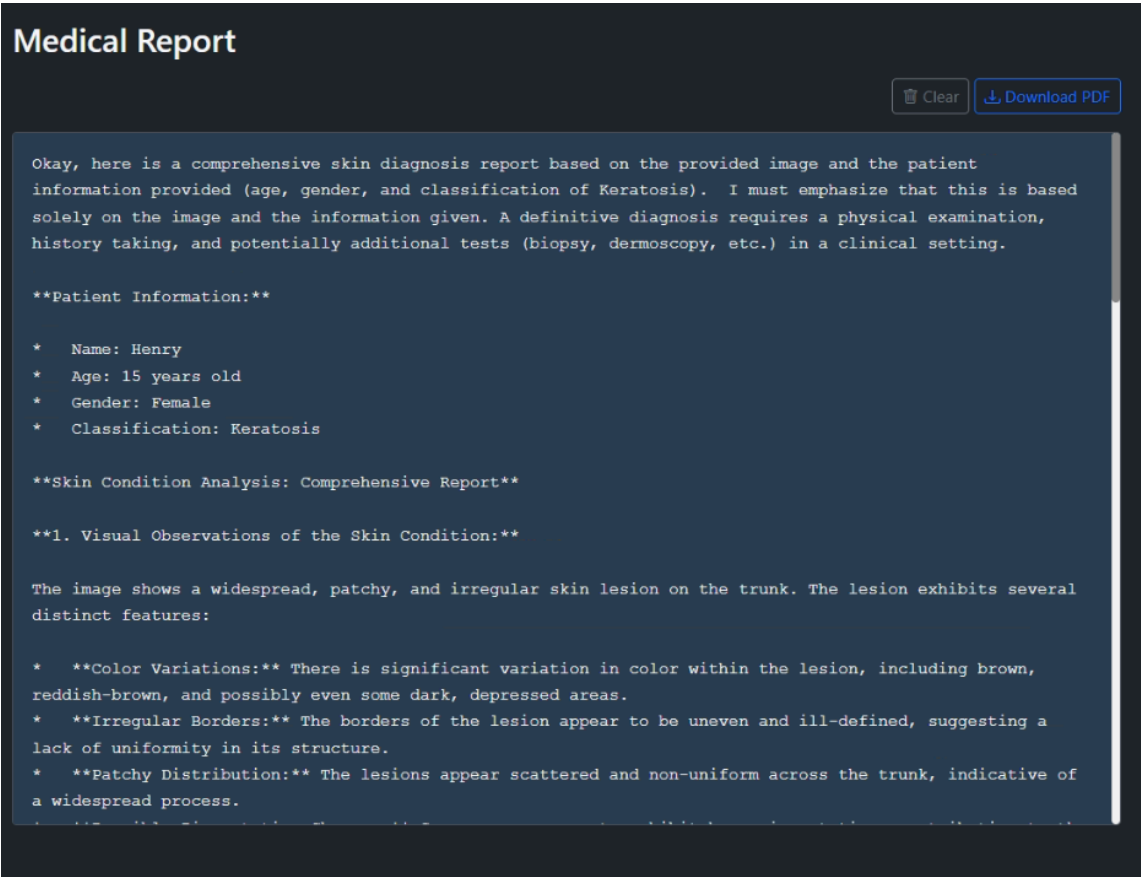 Medical Report
Clear
Download PDF
Okay, here is a comprehensive skin diagnosis report based on the provided image and the patient
information provided (age, gender, and classification of Keratosis).  I must emphasize that this is based
solely on the image and the information given. A definitive diagnosis requires a physical examination,
history taking, and potentially additional tests (biopsy, dermoscopy, etc.) in a clinical setting.
**Patient Information:**
*   Name: Henry
*   Age: 15 years old
*   Gender: Female
*   Classification: Keratosis
**Skin Condition Analysis: Comprehensive Report**
**1. Visual Observations of the Skin Condition:**
The image shows a widespread, patchy, and irregular skin lesion on the trunk. The lesion exhibits several
distinct features:
*   **Color Variations:** There is significant variation in color within the lesion, including brown,
reddish-brown, and possibly even some dark, depressed areas.
*   **Irregular Borders:** The borders of the lesion appear to be uneven and ill-defined, suggesting a
lack of uniformity in its structure.
*   **Patchy Distribution:** The lesions appear scattered and non-uniform across the trunk, indicative of
a widespread process.